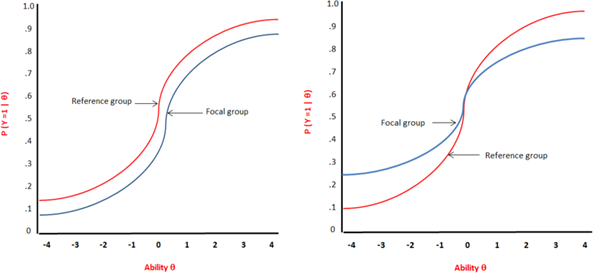 1.0
.9
.8
.7
.6
.5
.4
.3
.2
.1
0
P (Y=1 | θ)
Reference group
Focal group
-4 -3 -2 -1 0 1 2 3 4
Ability θ
1.0
.9
.8
.7
.6
.5
.4
.3
.2
.1
0
P (Y =1 | θ)
Focal group
Reference group
-4 -3 -2 -1 0 1 2 3 4
Ability θ